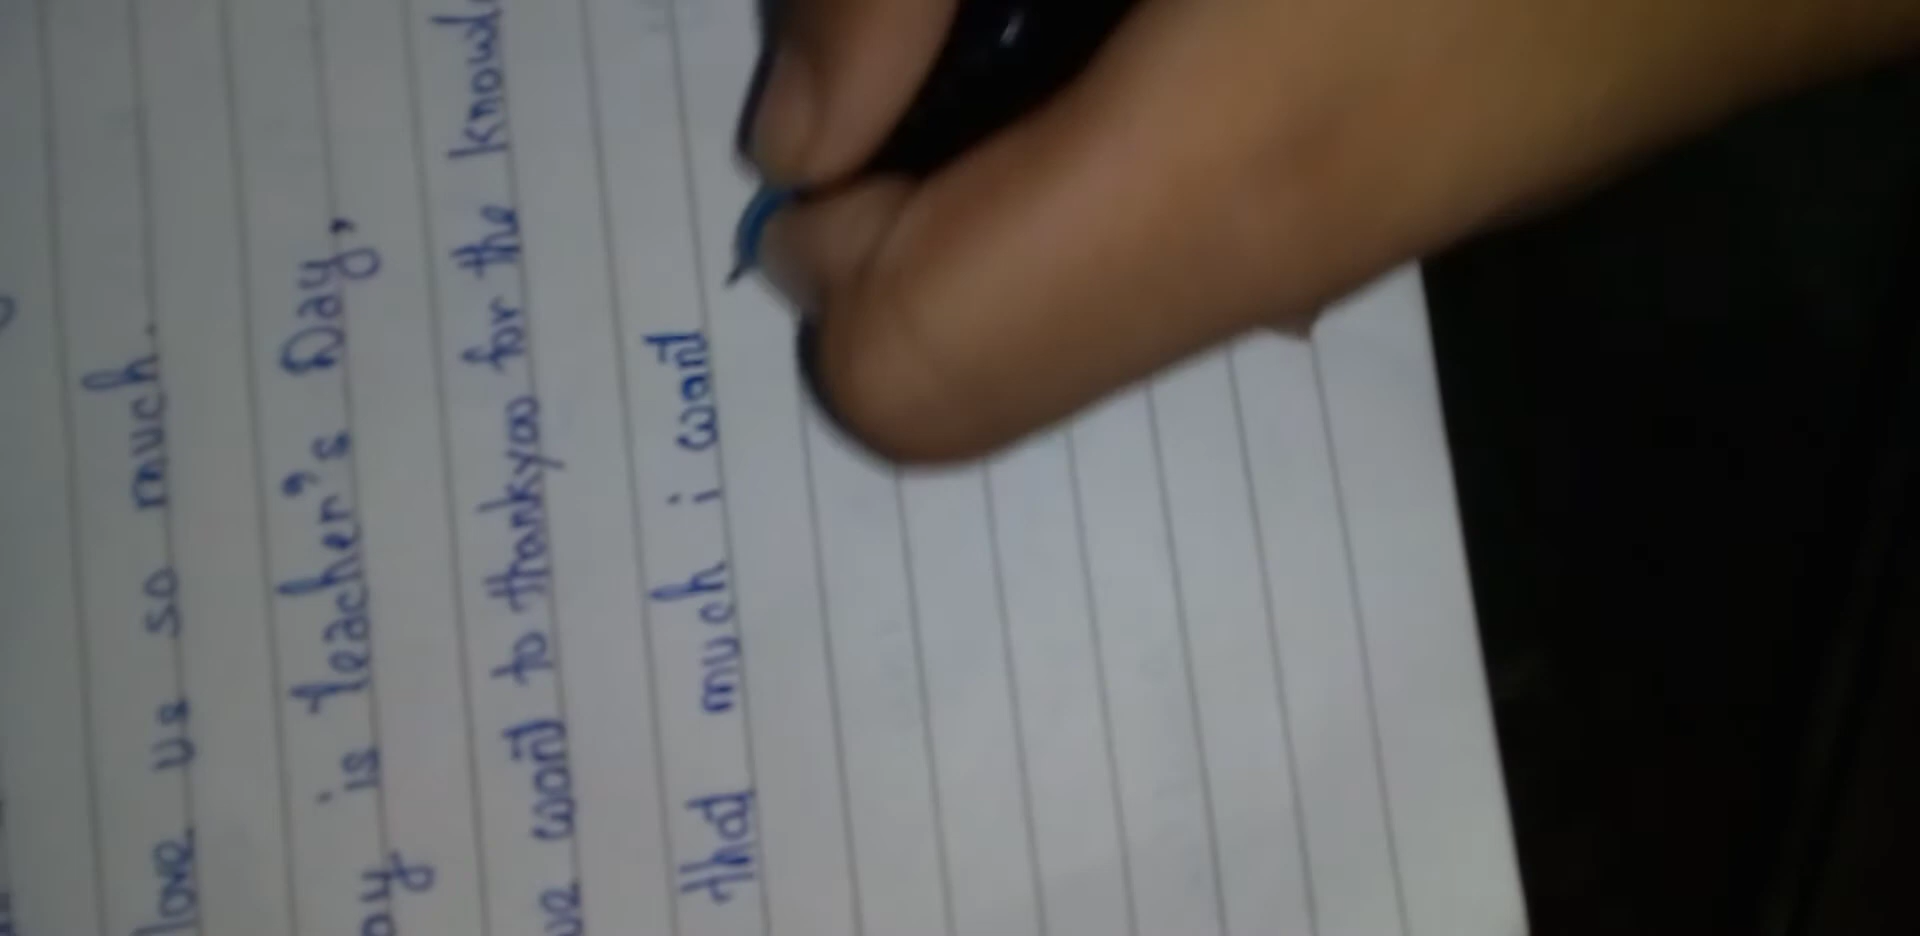 love us so much.
is teacher's Day,
want to thankyou for the
that much i want